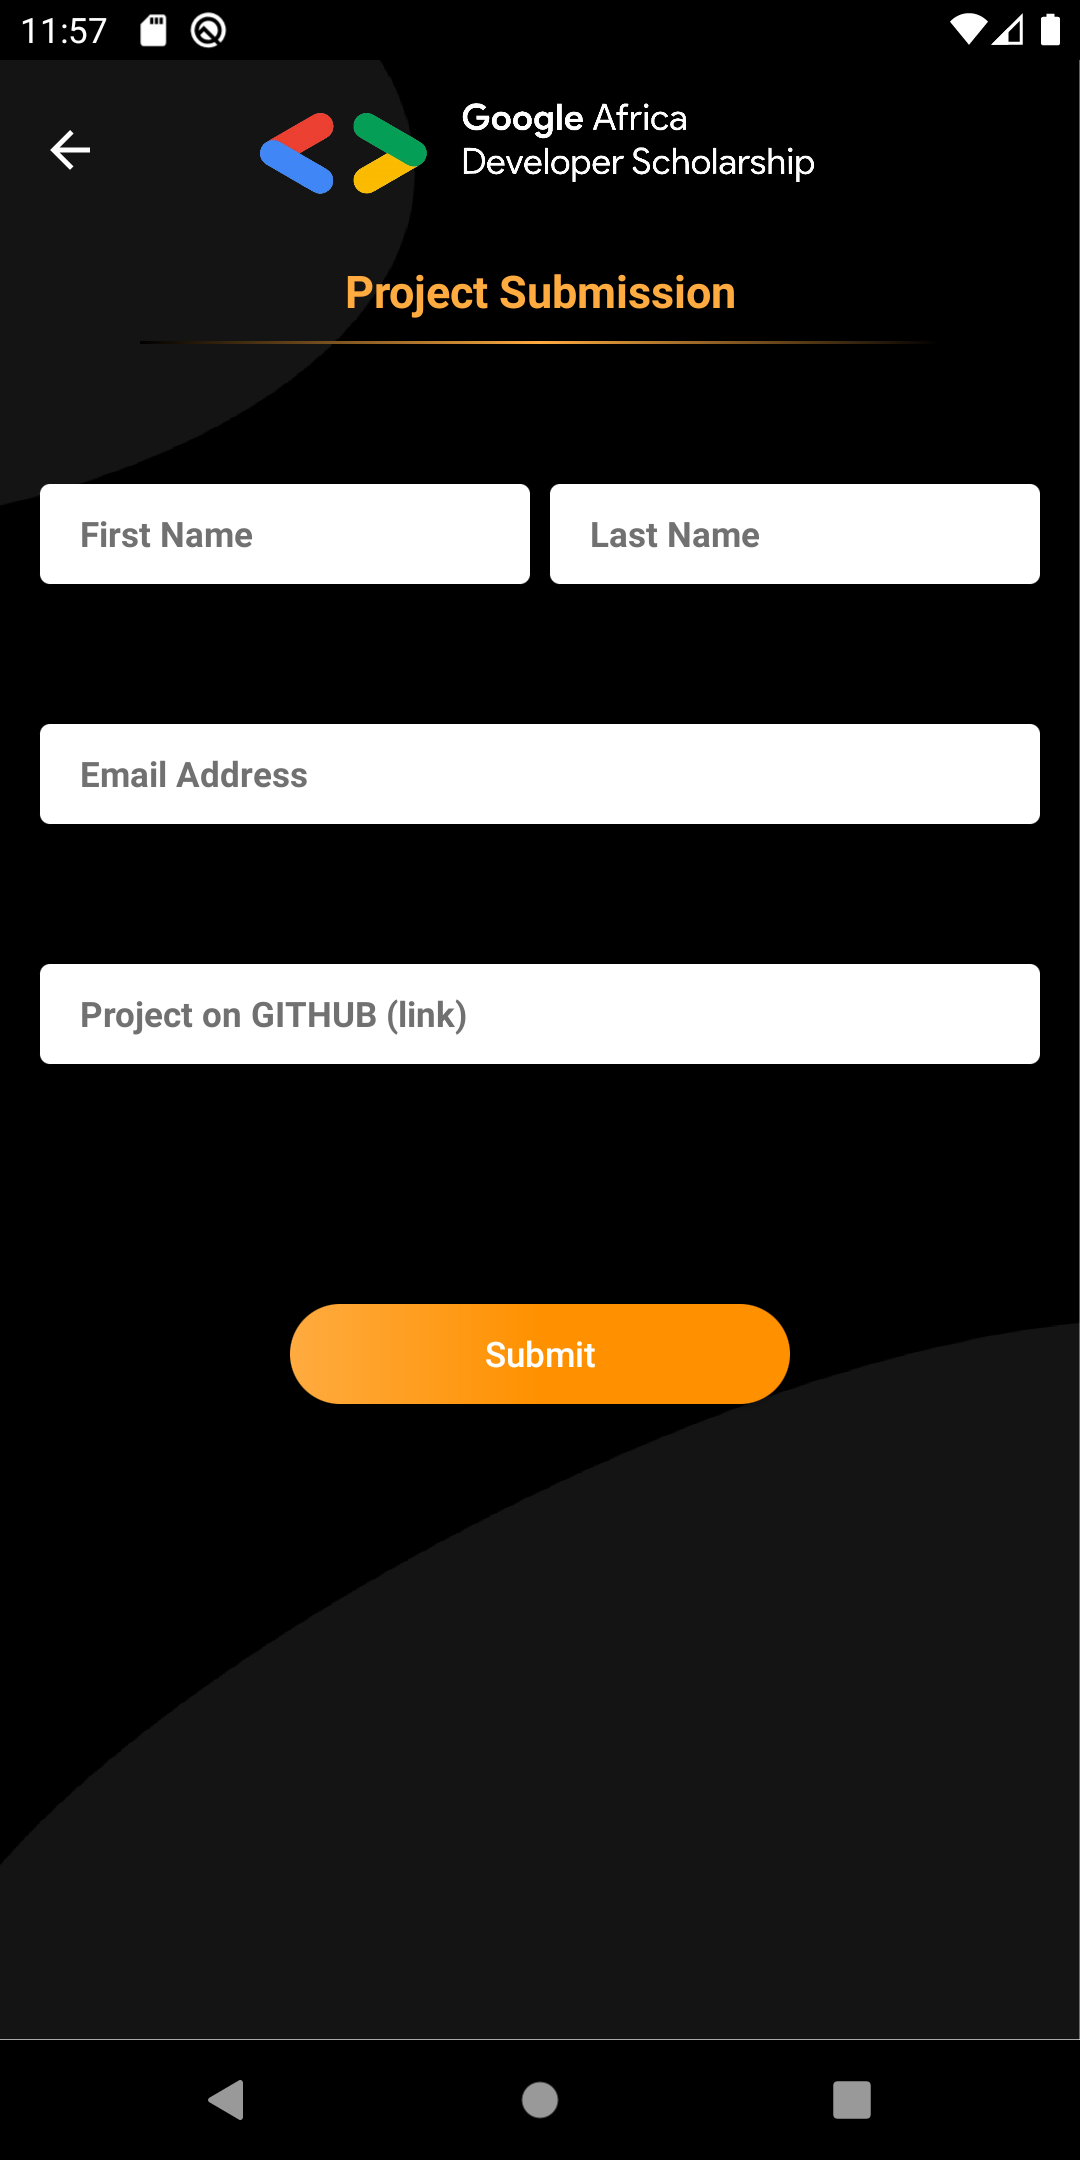 11:57
Google Africa
Developer Scholarship
Project Submission
First Name
Last Name
Email Address
Project on GITHUB (link)
Submit